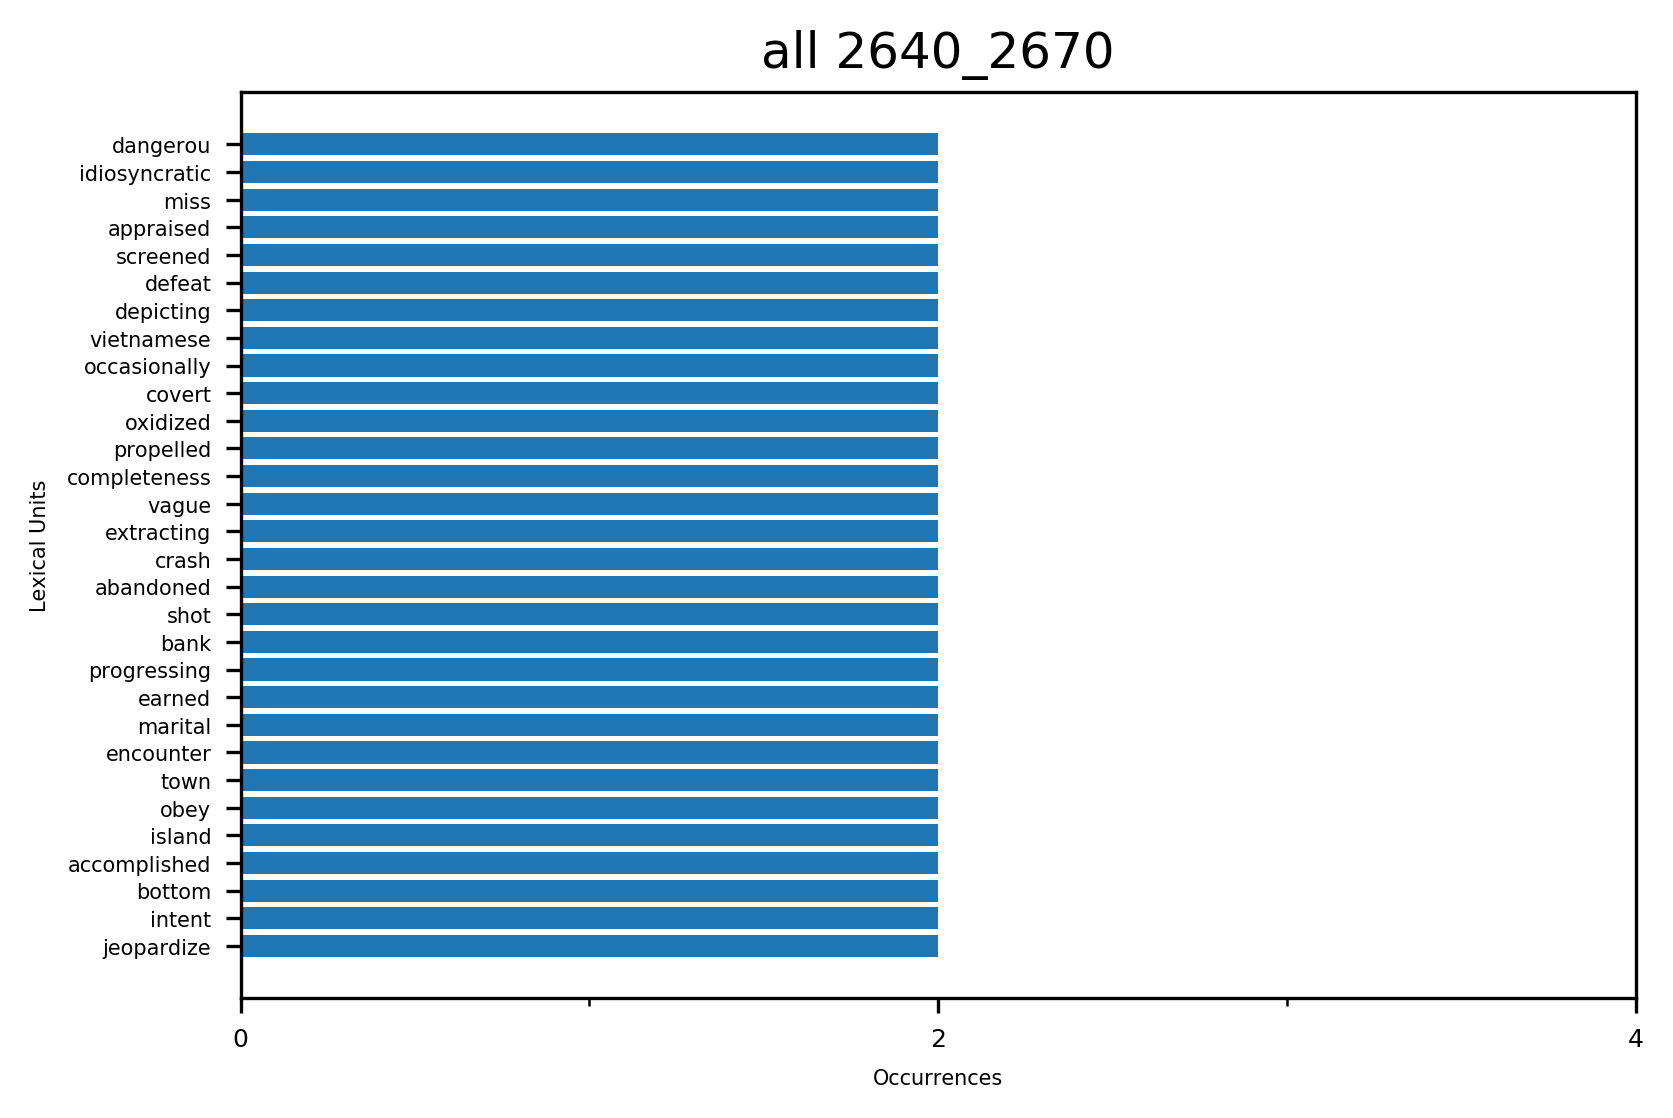 all 2640_2670
dangerou
idiosyncratic
miss
appraised
screened
defeat
depicting
vietnamese
occasionally
covert
oxidized
propelled
completeness
vague
extracting
crash
abandoned
shot
bank
progressing
earned
marital
encounter
town
obey
island
accomplished
bottom
intent
jeopardize
Lexical Units
0 2 4
Occurrences